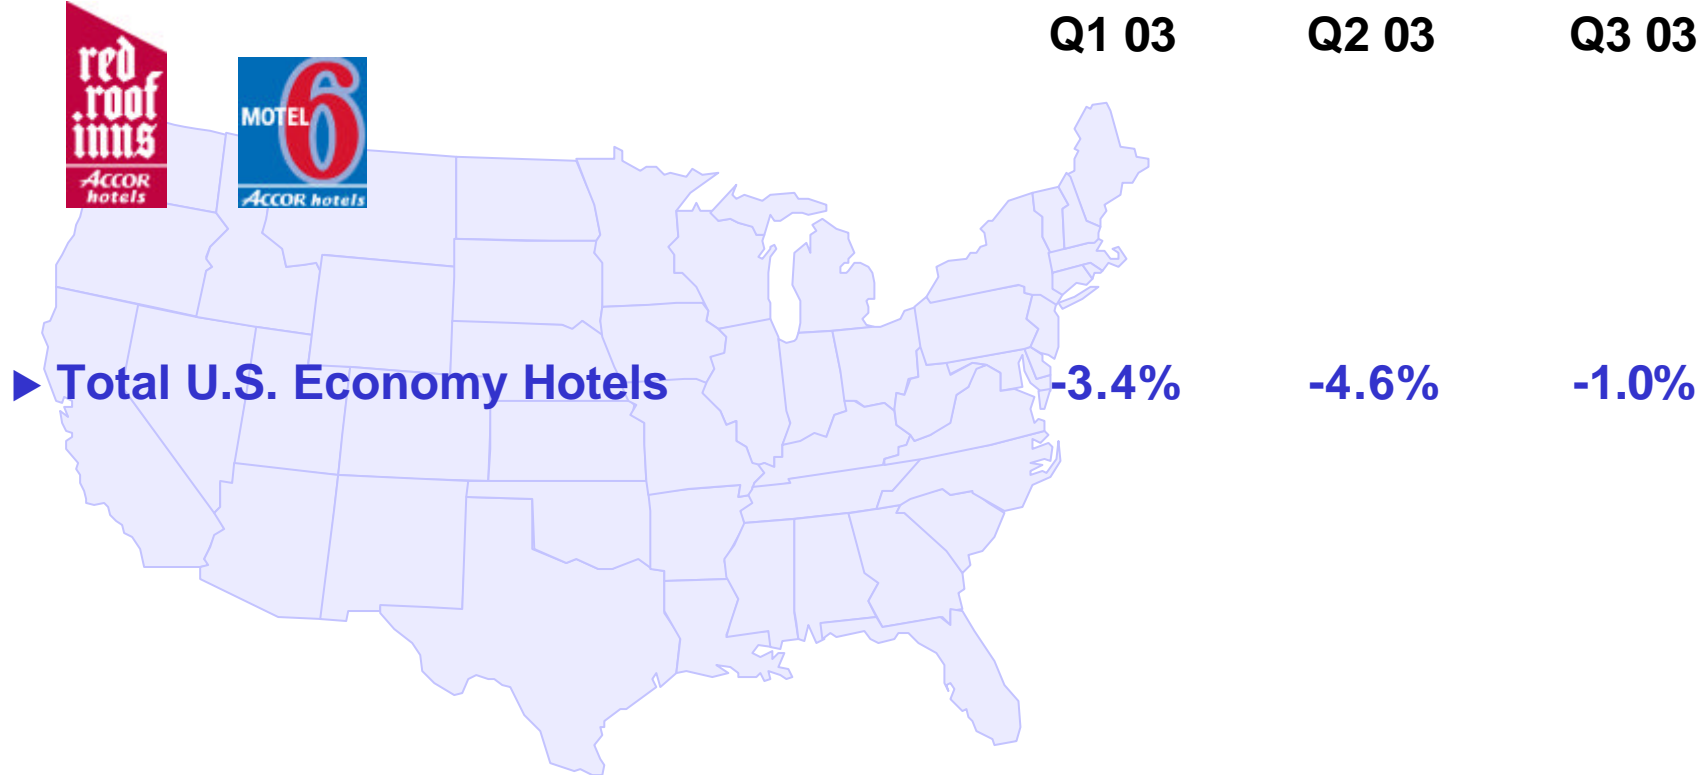 Q1 03 Q2 03 Q3 03
red
roof
inns
ACCOR
hotels
MOTEL 6
ACCOR hotels
► Total U.S. Economy Hotels -3.4% -4.6% -1.0%